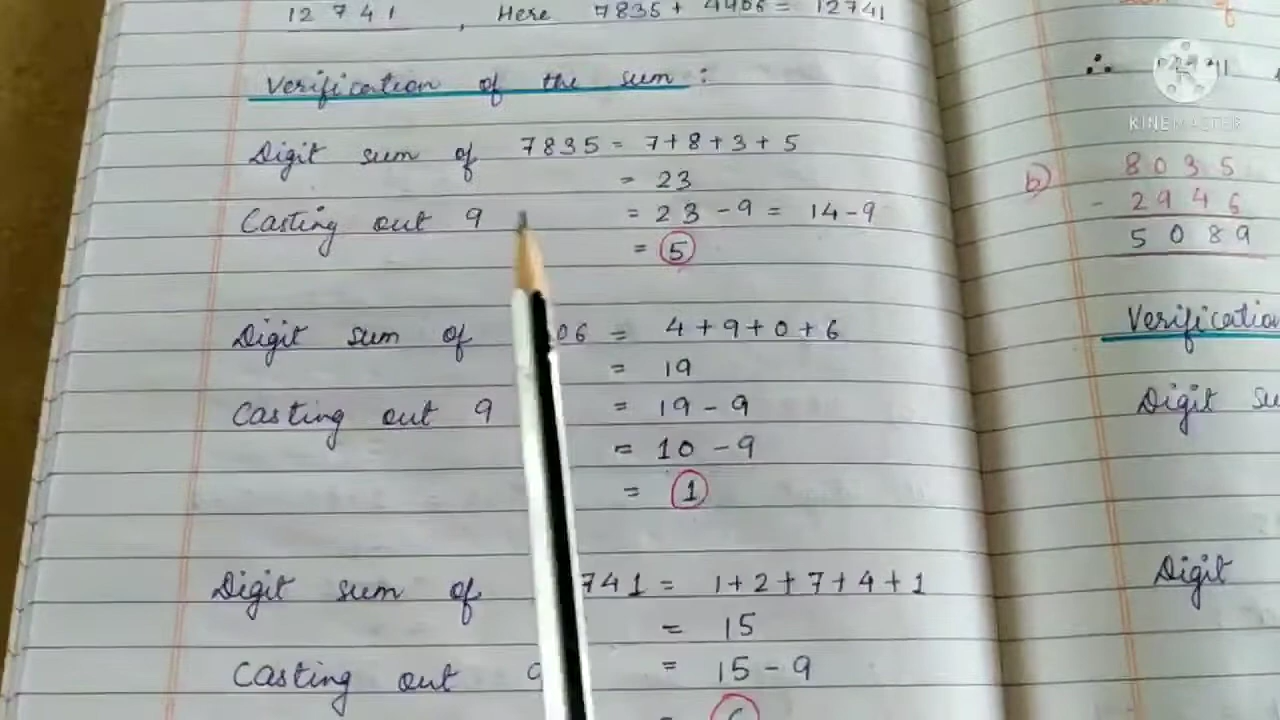 12741, Here 7835 + 4906 = 12741
Verification of the sum :
Digit sum of 7835 = 7+8+3+5
= 23
Casting out 9 = 23 - 9 = 14-9
= 5
Digit sum of 06 = 4+9+0+6
= 19
Casting out 9 = 19 - 9
= 10 - 9
= 1
Digit sum of 741 = 1+2+7+4+1
= 15
Casting out 9 = 15 - 9
=
∴
KINEMASTER
b) 8035
- 2946
5089
Verificatio
Digit su
Digit